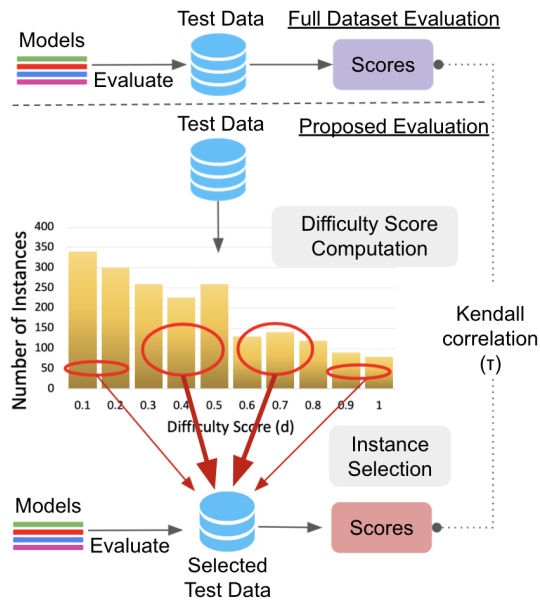 Full Dataset Evaluation
Models
Test Data
Evaluate
Scores
Test Data
Proposed Evaluation
Difficulty Score
Computation
Number of Instances
400
350
300
250
200
150
100
50
0
0.1 0.2 0.3 0.4 0.5 0.6 0.7 0.8 0.9 1
Difficulty Score (d)
Kendall
correlation
(τ)
Instance
Selection
Models
Evaluate
Scores
Selected
Test Data